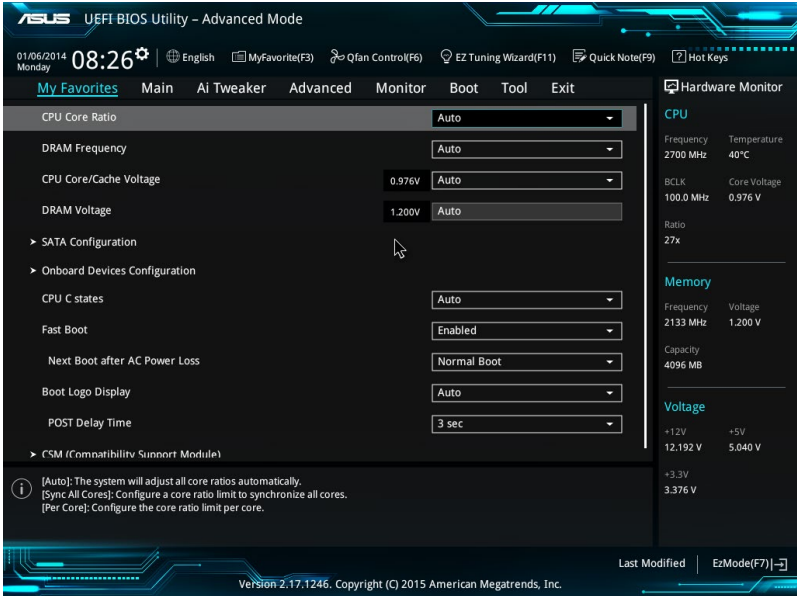 ASUS UEFI BIOS Utility – Advanced Mode
01/06/2014
Monday
08:26
English
MyFavorite(F3)
Qfan Control(F6)
EZ Tuning Wizard(F11)
Quick Note(F9)
? Hot Keys
My Favorites Main Ai Tweaker Advanced Monitor Boot Tool Exit
CPU Core Ratio Auto
DRAM Frequency Auto
CPU Core/Cache Voltage 0.976V Auto
DRAM Voltage 1.200V Auto
> SATA Configuration
> Onboard Devices Configuration
CPU C states Auto
Fast Boot Enabled
Next Boot after AC Power Loss Normal Boot
Boot Logo Display Auto
POST Delay Time 3 sec
> CSM (Compatibility Support Module)
i
[Auto]: The system will adjust all core ratios automatically.
[Sync All Cores]: Configure a core ratio limit to synchronize all cores.
[Per Core]: Configure the core ratio limit per core.
Hardware Monitor
CPU
Frequency Temperature
2700 MHz 40°C
BCLK Core Voltage
100.0 MHz 0.976 V
Ratio
27x
Memory
Frequency Voltage
2133 MHz 1.200 V
Capacity
4096 MB
Voltage
+12V +5V
12.192 V 5.040 V
+3.3V
3.376 V
Last Modified EzMode(F7)
Version 2.17.1246. Copyright (C) 2015 American Megatrends, Inc.